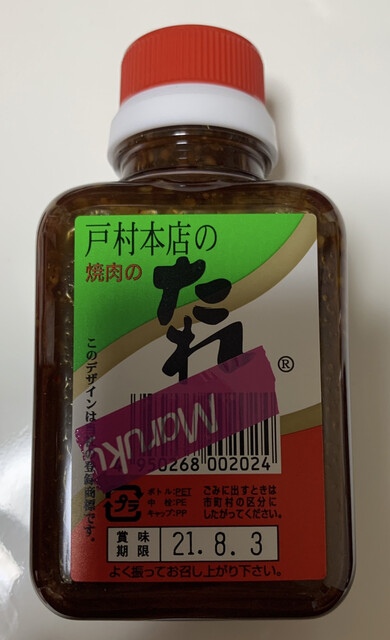 戸村本店の
焼肉の
たれ
®
このデザインは
登録商標です。
Maruku
950268 002024
プラ
ボトル:PET
中栓:PE
キャップ:PP
ごみに出すときは
市町村の区分に
したがってください。
賞味
期限
21.8.3
よく振ってお召し上がり下さい。